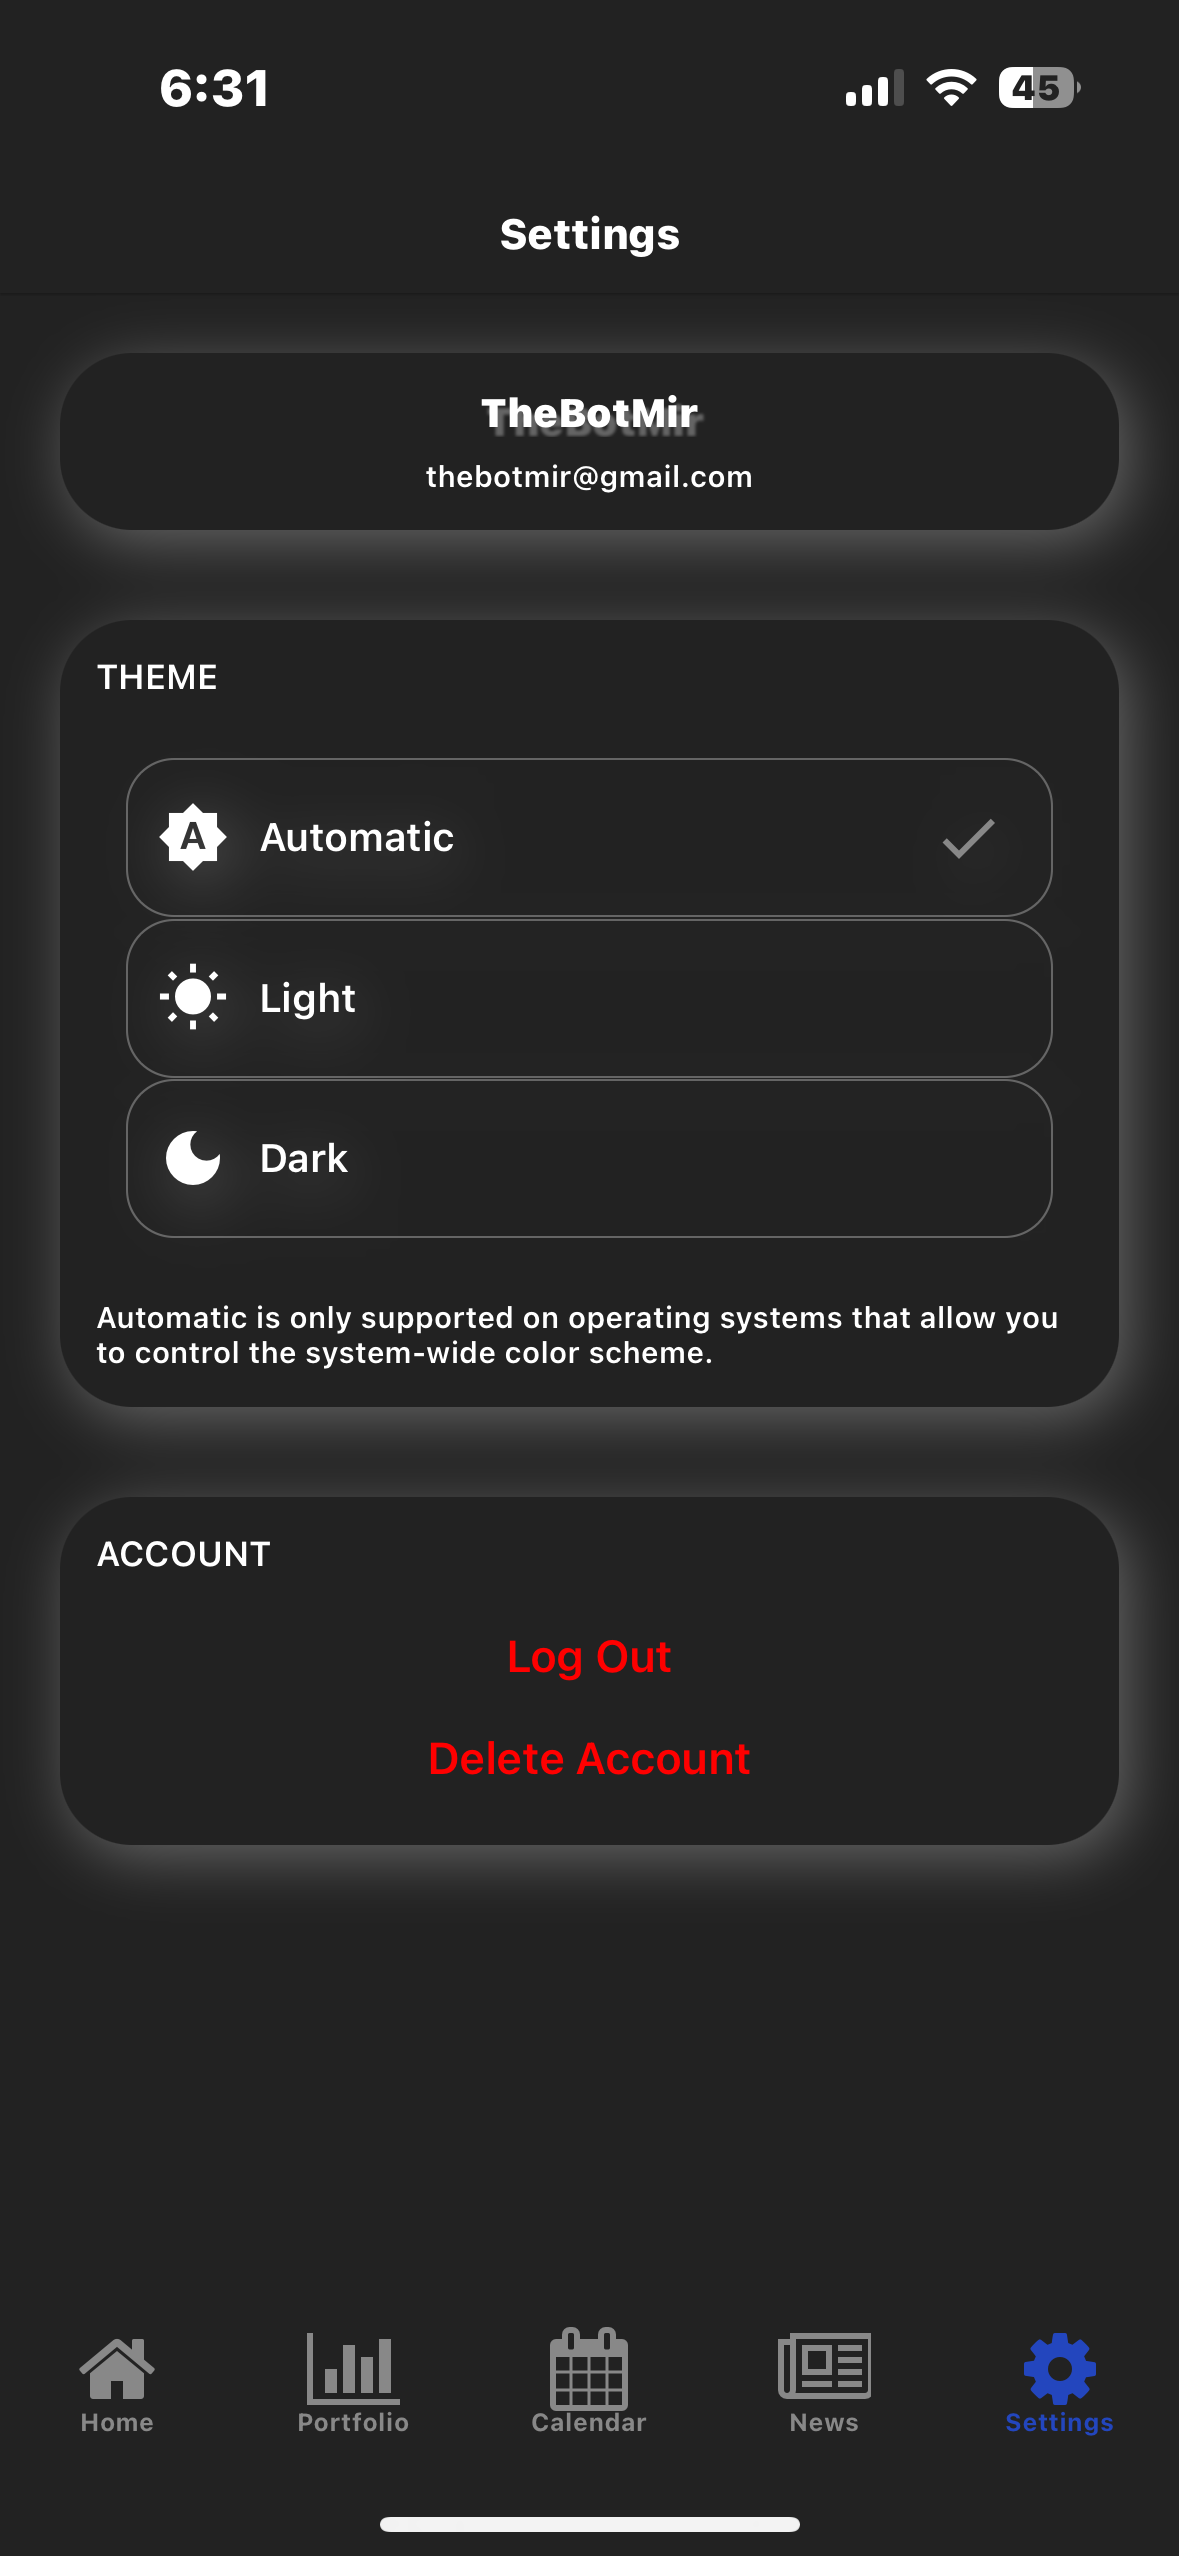 6:31
45
Settings
TheBotMir
thebotmir@gmail.com
THEME
A
Automatic
Light
Dark
Automatic is only supported on operating systems that allow you
to control the system-wide color scheme.
ACCOUNT
Log Out
Delete Account
Home
Portfolio
Calendar
News
Settings